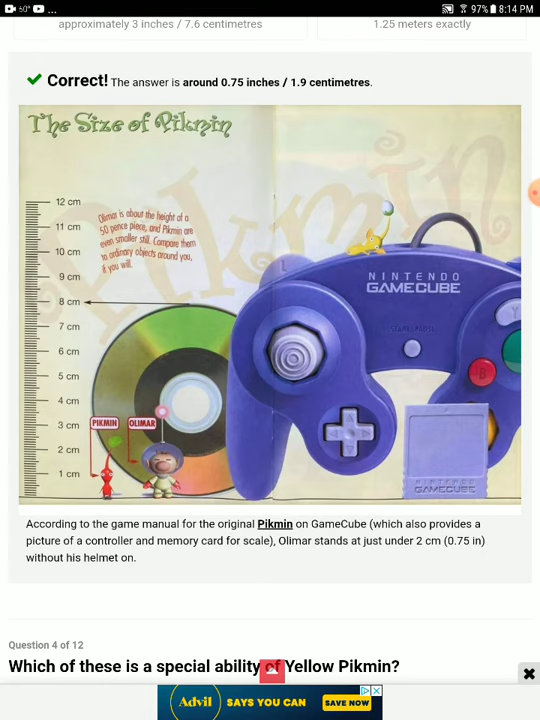 60°
...
97%
8:14 PM
approximately 3 inches / 7.6 centimetres
1.25 meters exactly
Correct! The answer is around 0.75 inches / 1.9 centimetres.
The Size of Pikmin
Pikmin
12 cm
11 cm
10 cm
9 cm
8 cm
7 cm
6 cm
5 cm
4 cm
3 cm
2 cm
1 cm
Olimar is about the height of a
50 pence piece, and Pikmin are
even smaller still. Compare them
to ordinary objects around you,
if you will.
L
NINTENDO
GAMECUBE
START/PAUSE
Y
B
PIKMIN
OLIMAR
NINTENDO
GAMECUBE
According to the game manual for the original Pikmin on GameCube (which also provides a
picture of a controller and memory card for scale), Olimar stands at just under 2 cm (0.75 in)
without his helmet on.
Question 4 of 12
Which of these is a special ability of Yellow Pikmin?
Advil
SAYS YOU CAN
SAVE NOW